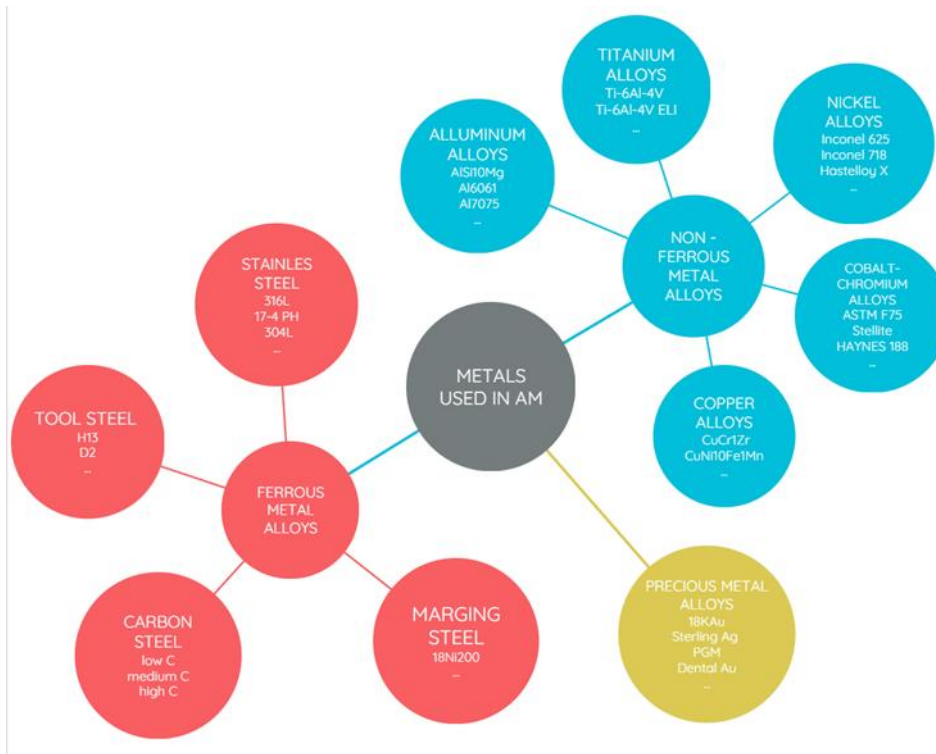 TITANIUM
ALLOYS
Ti-6Al-4V
Ti-6Al-4V ELI
...
NICKEL
ALLOYS
Inconel 625
Inconel 718
Hastelloy X
...
ALLUMINUM
ALLOYS
AlSi10Mg
Al6061
Al7075
...
NON -
FERROUS
METAL
ALLOYS
COBALT-
CHROMIUM
ALLOYS
ASTM F75
Stellite
HAYNES 188
...
STAINLES
STEEL
316L
17-4 PH
304L
...
METALS
USED IN AM
COPPER
ALLOYS
CuCr1Zr
CuNi10Fe1Mn
...
TOOL STEEL
H13
D2
...
FERROUS
METAL
ALLOYS
CARBON
STEEL
low C
medium C
high C
MARGING
STEEL
18Ni200
...
PRECIOUS METAL
ALLOYS
18KAu
Sterling Ag
PGM
Dental Au
...